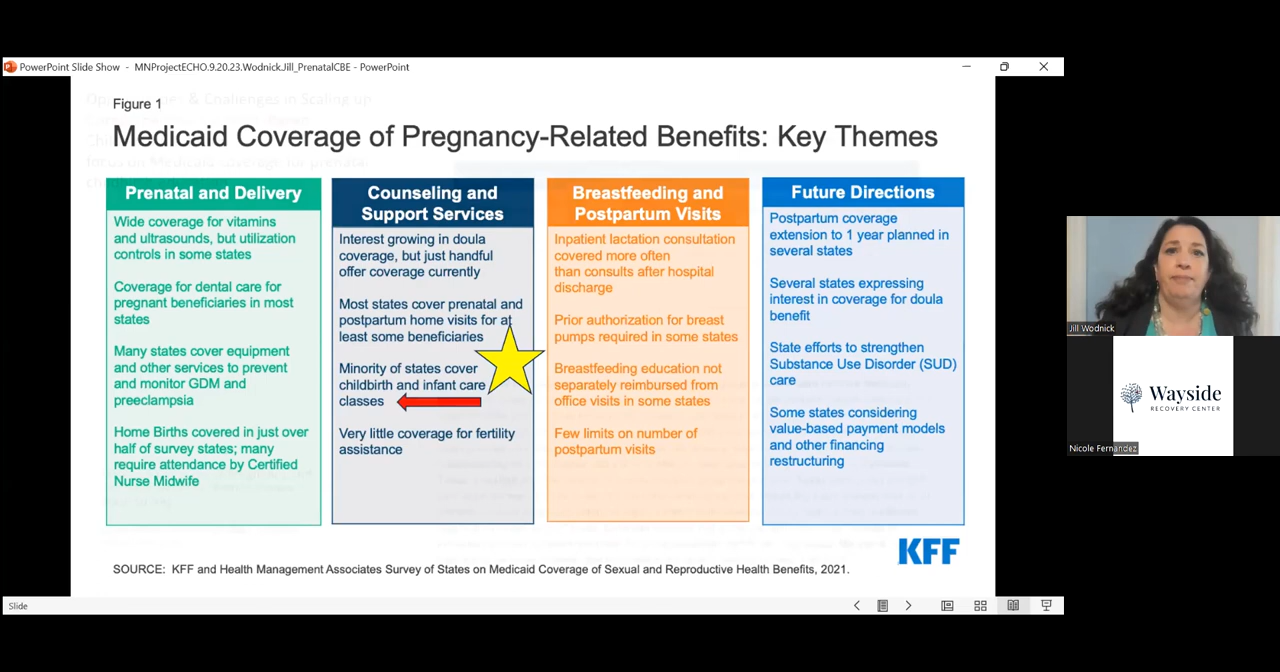 PowerPoint Slide Show - MNProjectECHO.9.20.23.Wodnick.Jill_PrenatalCBE - PowerPoint
& Challenges in Scaling up
Figure 1
Medicaid Coverage of Pregnancy-Related Benefits: Key Themes
Prenatal and Delivery
Wide coverage for vitamins
and ultrasounds, but utilization
controls in some states
Coverage for dental care for
pregnant beneficiaries in most
states
Many states cover equipment
and other services to prevent
and monitor GDM and
preeclampsia
Home Births covered in just over
half of survey states; many
require attendance by Certified
Nurse Midwife
Counseling and
Support Services
Interest growing in doula
coverage, but just handful
offer coverage currently
Most states cover prenatal and
postpartum home visits for at
least some beneficiaries
Minority of states cover
childbirth and infant care
classes
Very little coverage for fertility
assistance
Breastfeeding and
Postpartum Visits
Inpatient lactation consultation
covered more often
than consults after hospital
discharge
Prior authorization for breast
pumps required in some states
Breastfeeding education not
separately reimbursed from
office visits in some states
Few limits on number of
postpartum visits
Future Directions
Postpartum coverage
extension to 1 year planned in
several states
Several states expressing
interest in coverage for doula
benefit
State efforts to strengthen
Substance Use Disorder (SUD)
care
Some states considering
value-based payment models
and other financing
restructuring
KFF
SOURCE: KFF and Health Management Associates Survey of States on Medicaid Coverage of Sexual and Reproductive Health Benefits, 2021.
Slide
Jill Wodnick
Wayside
RECOVERY CENTER
Nicole Fernandez